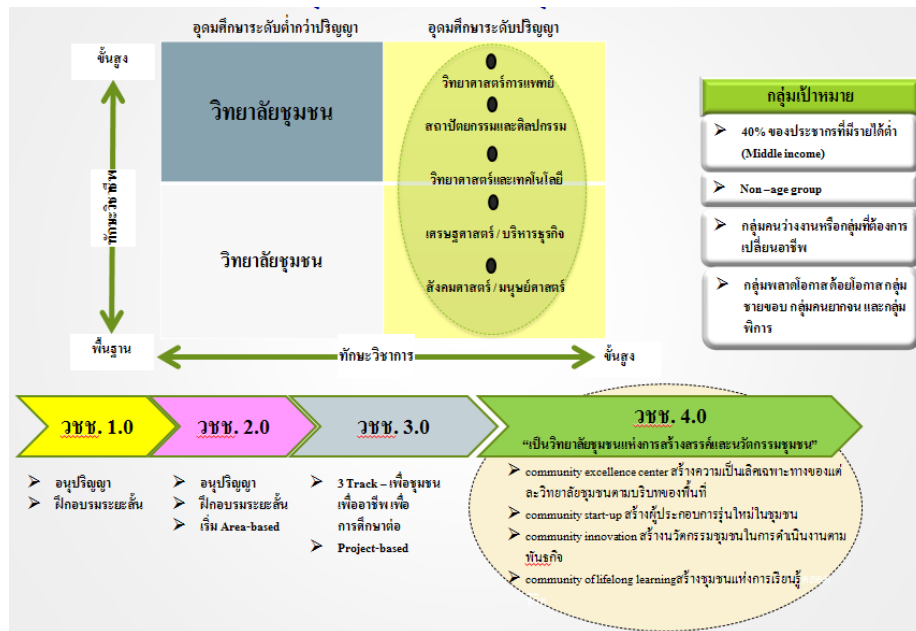 อุดมศึกษาระดับต่ำกว่าปริญญา
อุดมศึกษาระดับปริญญา
ขั้นสูง
ทักษะวิชาชีพ
พื้นฐาน
วิทยาลัยชุมชน
วิทยาลัยชุมชน
วิทยาศาสตร์การแพทย์
สถาปัตยกรรมและศิลปกรรม
วิทยาศาสตร์และเทคโนโลยี
เศรษฐศาสตร์ / บริหารธุรกิจ
สังคมศาสตร์ / มนุษย์ศาสตร์
ทักษะวิชาการ
ขั้นสูง
กลุ่มเป้าหมาย
40% ของประชากรที่มีรายได้ต่ำ
(Middle income)
Non –age group
กลุ่มคนว่างงานหรือกลุ่มที่ต้องการ
เปลี่ยนอาชีพ
กลุ่มพลาดโอกาส ด้อยโอกาส กลุ่ม
ชายขอบ กลุ่มคนยากจน และกลุ่ม
พิการ
วชช. 1.0
อนุปริญญา
ฝึกอบรมระยะสั้น
วชช. 2.0
อนุปริญญา
ฝึกอบรมระยะสั้น
เริ่ม Area-based
วชช. 3.0
3 Track – เพื่อชุมชน
เพื่ออาชีพ เพื่อ
การศึกษาต่อ
Project-based
วชช. 4.0
“เป็นวิทยาลัยชุมชนแห่งการสร้างสรรค์และนวัตกรรมชุมชน”
community excellence center สร้างความเป็นเลิศเฉพาะทางของแต่
ละวิทยาลัยชุมชนตามบริบทของพื้นที่
community start-up สร้างผู้ประกอบการรุ่นใหม่ในชุมชน
community innovation สร้างนวัตกรรมชุมชนในการดำเนินงานตาม
พันธกิจ
community of lifelong learningสร้างชุมชนแห่งการเรียนรู้